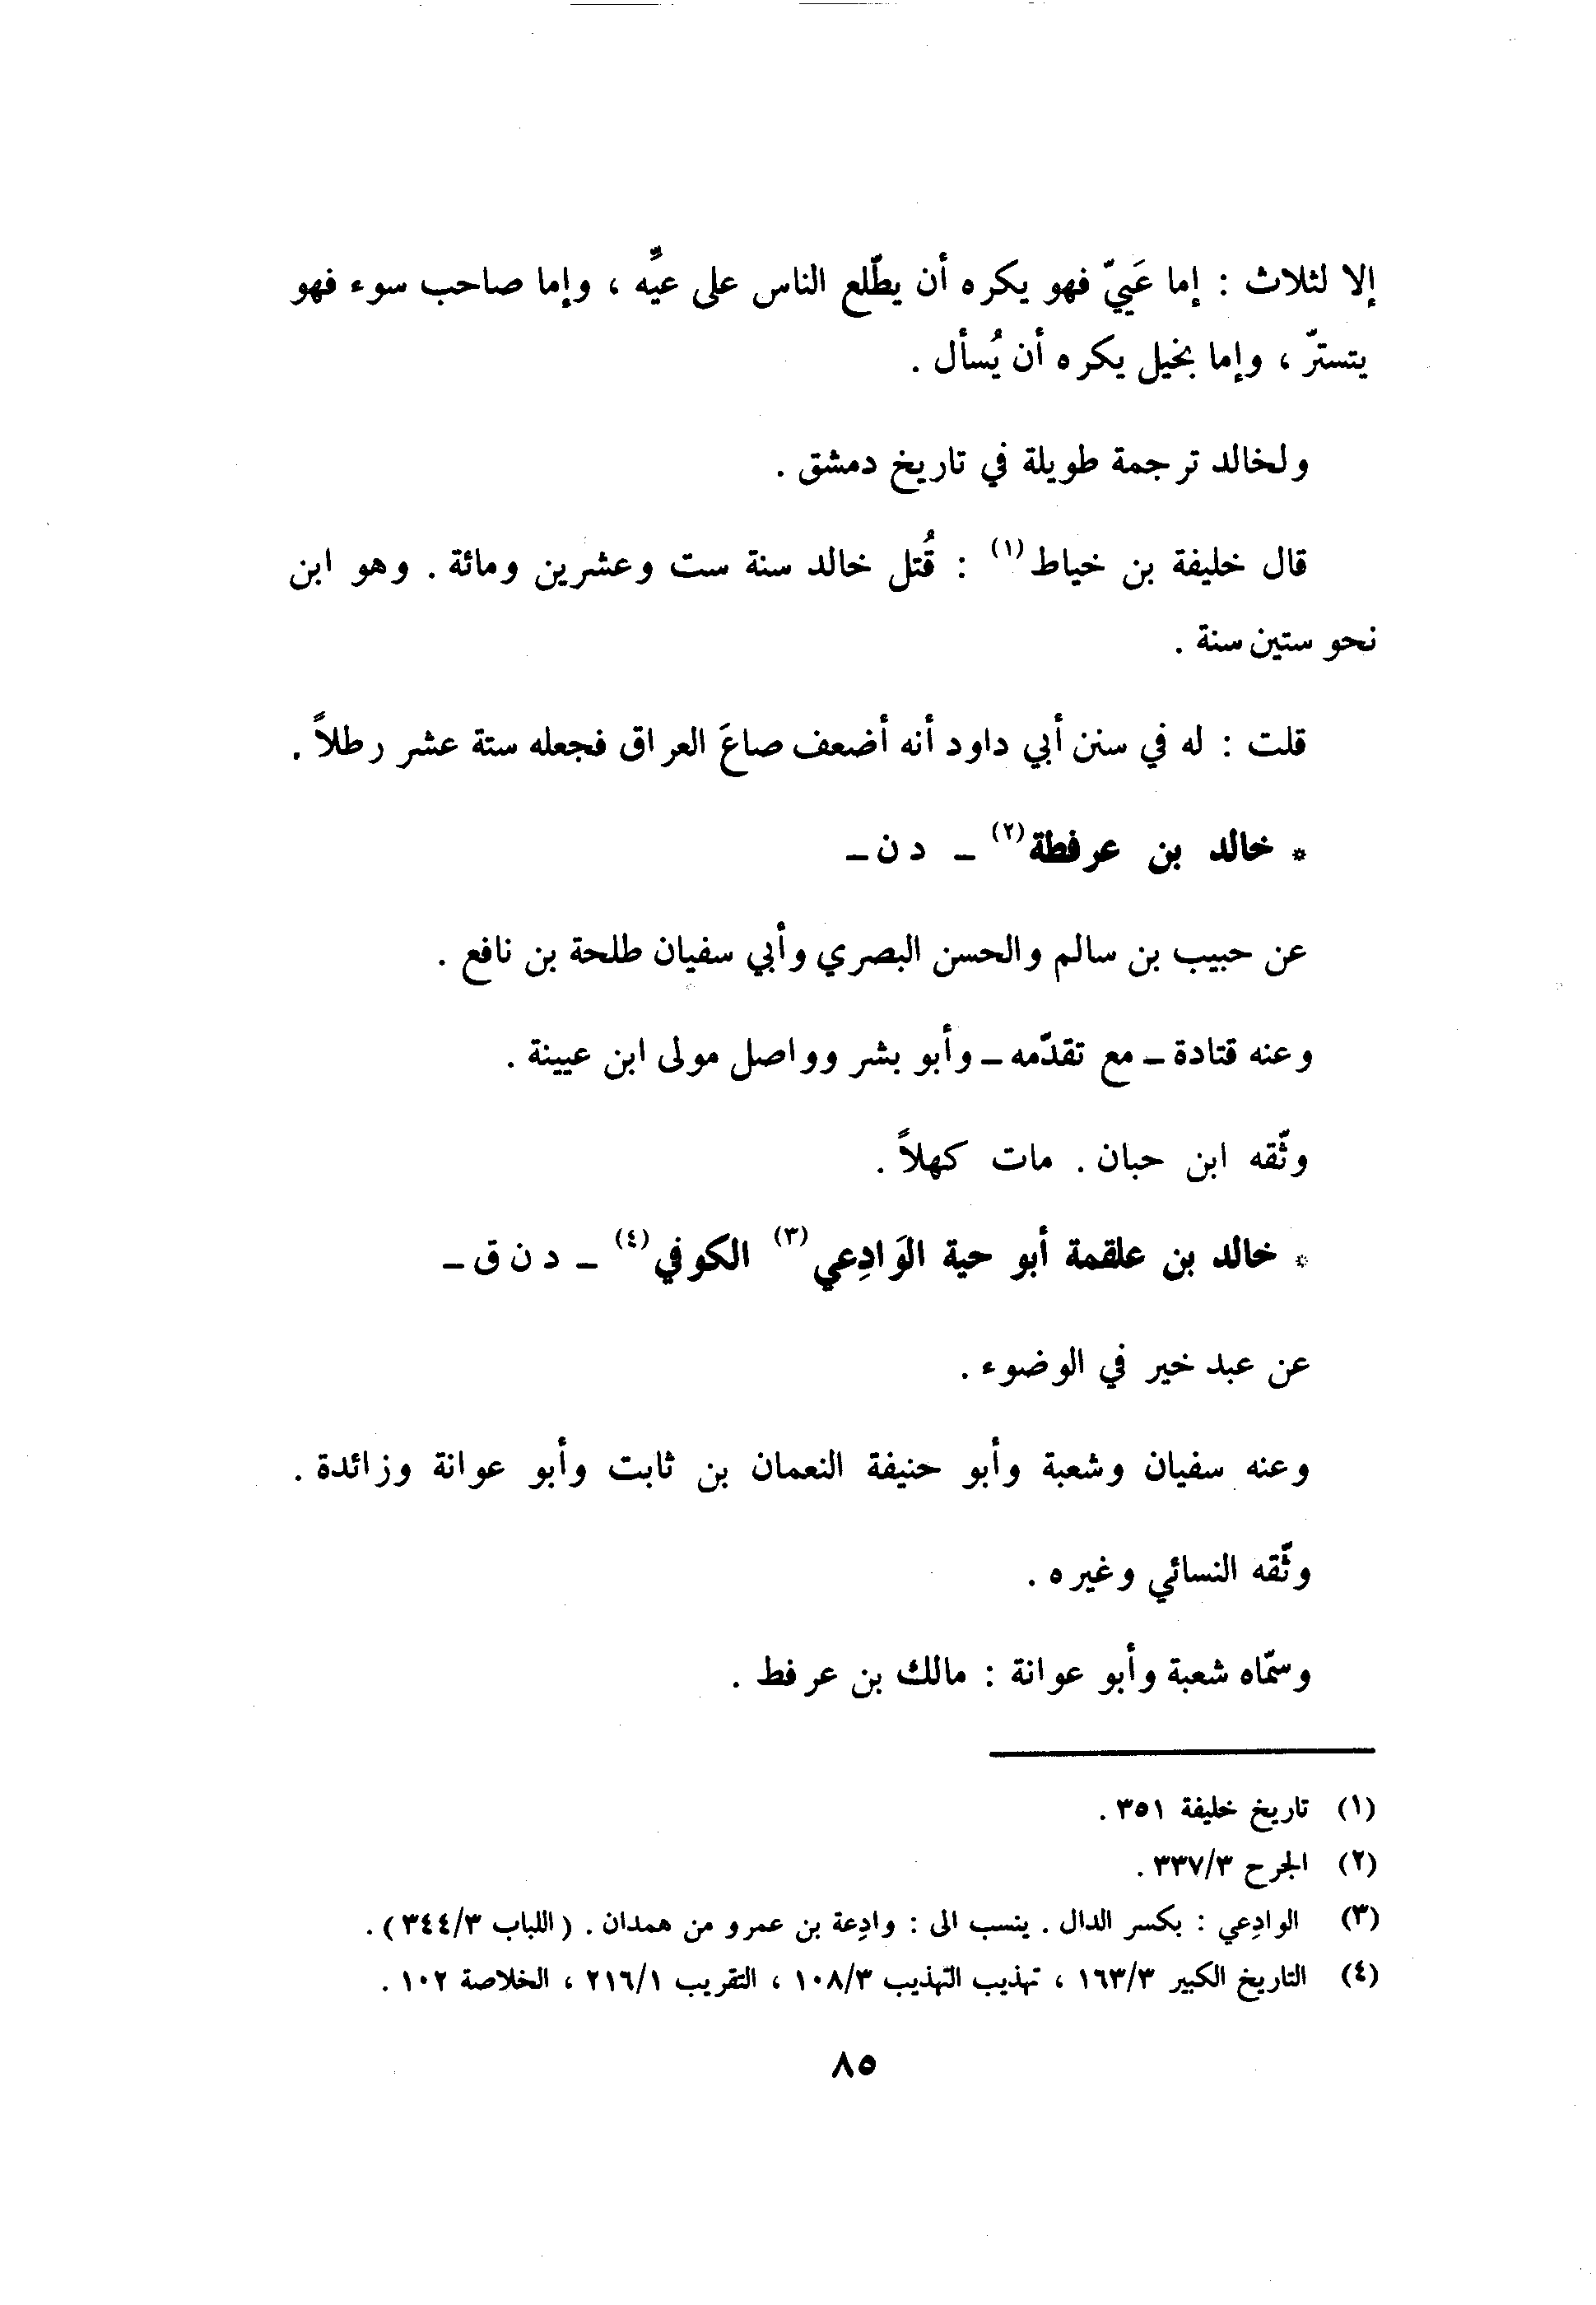 إلا لثلاث : إما عَييّ فهو يكره أن يطّلع الناس على عيِّه ، وإما صاحب سوء فهو
يتستّر ، وإما بخيل يكره أن يُسأل .
ولخالد ترجمة طويلة في تاريخ دمشق .
قال خليفة بن خياط (١) : قُتل خالد سنة ست وعشرين ومائة . وهو ابن
نحو ستين سنة .
قلت : له في سنن أبي داود أنه أضعف صاعَ العراق فجعله ستة عشر رطلاً .
* خالد بن عرفطة (٢) ـ د ن ـ
عن حبيب بن سالم والحسن البصري وأبي سفيان طلحة بن نافع .
وعنه قتادة ـ مع تقدّمه ـ وأبو بشر وواصل مولى ابن عيينة .
وثّقه ابن حبان . مات كهلاً .
* خالد بن علقمة أبو حية الوَادِعي (٣) الكوفي (٤) ـ د ن ق ـ
عن عبد خير في الوضوء .
وعنه سفيان وشعبة وأبو حنيفة النعمان بن ثابت وأبو عوانة وزائدة .
وثّقه النسائي وغيره .
وسمّاه شعبة وأبو عوانة : مالك بن عرفط .
(١) تاريخ خليفة ٣٥١ .
(٢) الجرح ٣/٣٣٧ .
(٣) الوادِعي : بكسر الدال . ينسب الى : وادِعة بن عمرو من همدان . ( اللباب ٣/٣٤٤ ) .
(٤) التاريخ الكبير ٣/١٦٣ ، تهذيب التهذيب ٣/١٠٨ ، التقريب ١/٢١٦ ، الخلاصة ١٠٢ .
٨٥